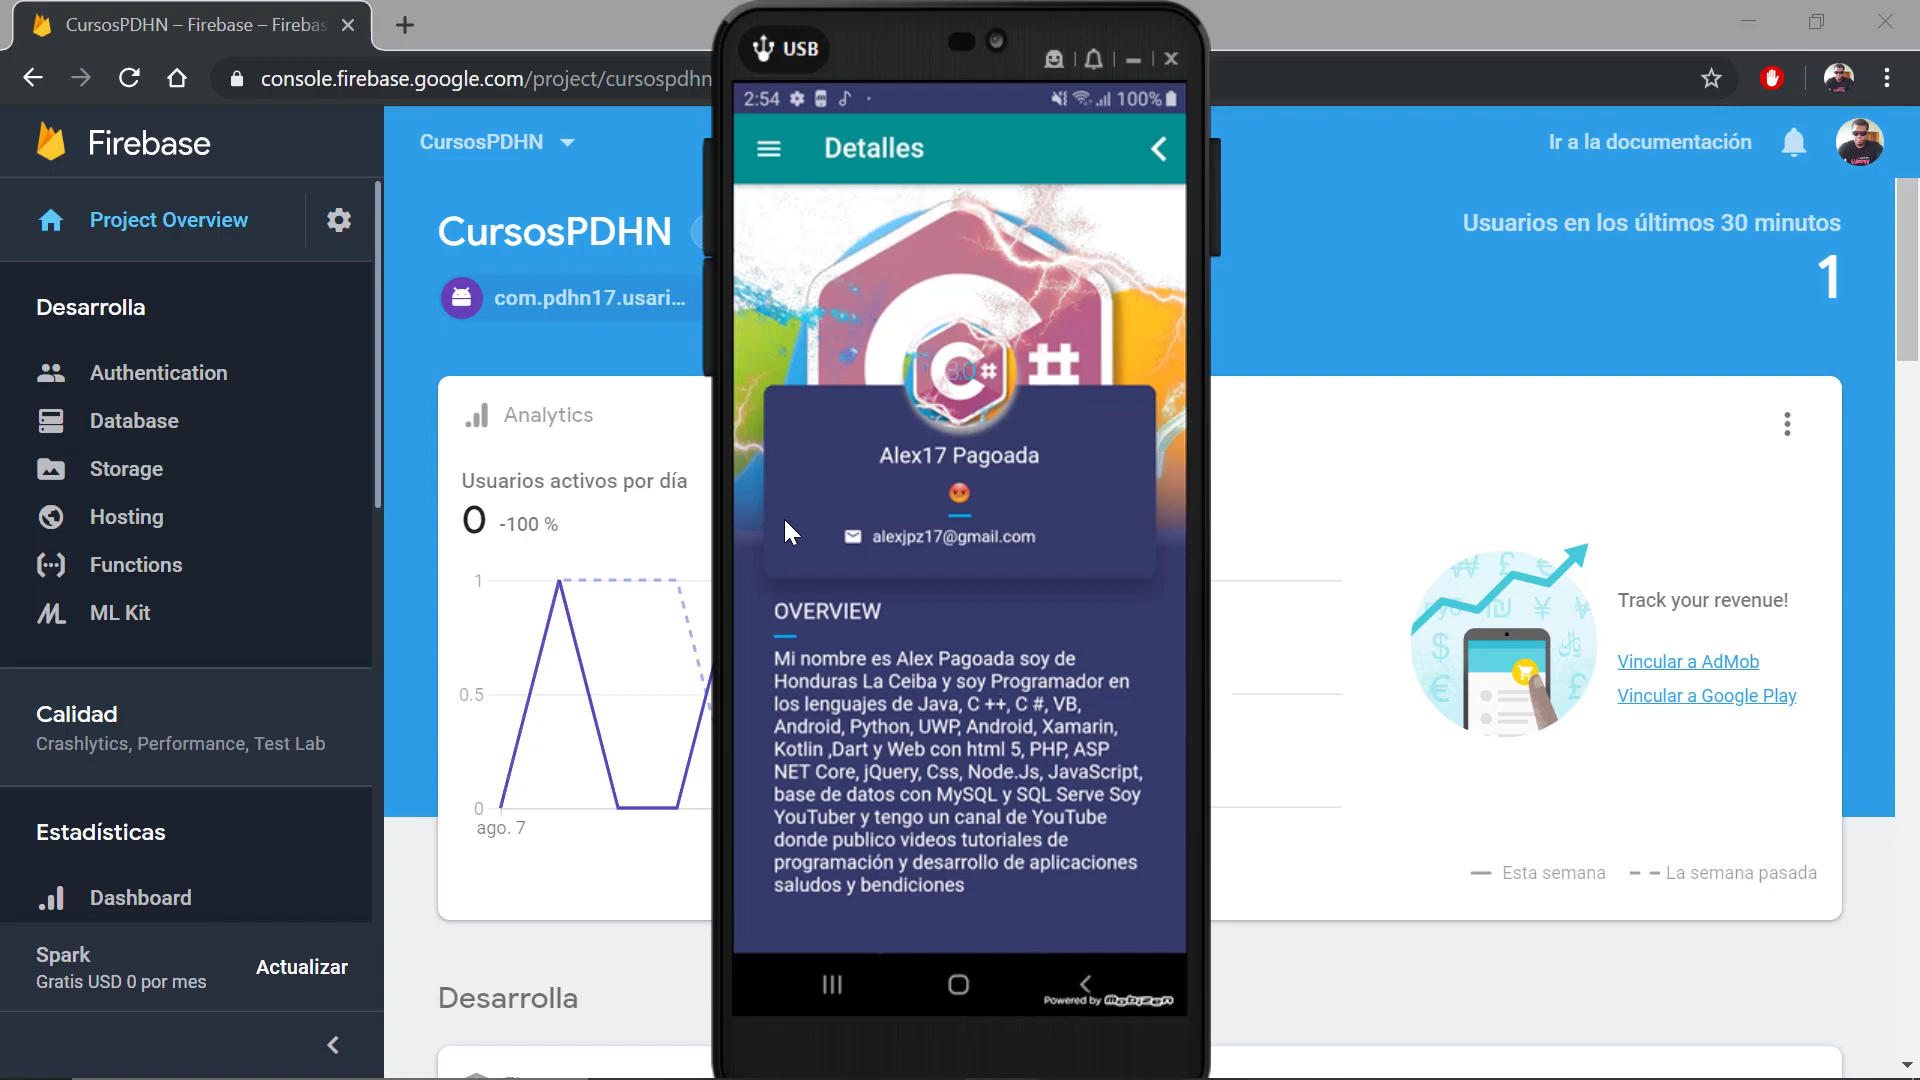 CursosPDHN – Firebase – Firebas
console.firebase.google.com/project/cursospdhn
Firebase
Project Overview
Desarrolla
Authentication
Database
Storage
Hosting
Functions
ML Kit
Calidad
Crashlytics, Performance, Test Lab
Estadísticas
Dashboard
Spark
Gratis USD 0 por mes
Actualizar
CursosPDHN
Ir a la documentación
CursosPDHN
com.pdhn17.usari...
Usuarios en los últimos 30 minutos
1
Analytics
Usuarios activos por día
0 -100 %
1
0.5
0
ago. 7
Track your revenue!
Vincular a AdMob
Vincular a Google Play
Esta semana
La semana pasada
Desarrolla
USB
2:54
100%
Detalles
Alex17 Pagoada
alexjpz17@gmail.com
OVERVIEW
Mi nombre es Alex Pagoada soy de
Honduras La Ceiba y soy Programador en
los lenguajes de Java, C ++, C #, VB,
Android, Python, UWP, Android, Xamarin,
Kotlin ,Dart y Web con html 5, PHP, ASP
NET Core, jQuery, Css, Node.Js, JavaScript,
base de datos con MySQL y SQL Serve Soy
YouTuber y tengo un canal de YouTube
donde publico videos tutoriales de
programación y desarrollo de aplicaciones
saludos y bendiciones
Powered by mobizen